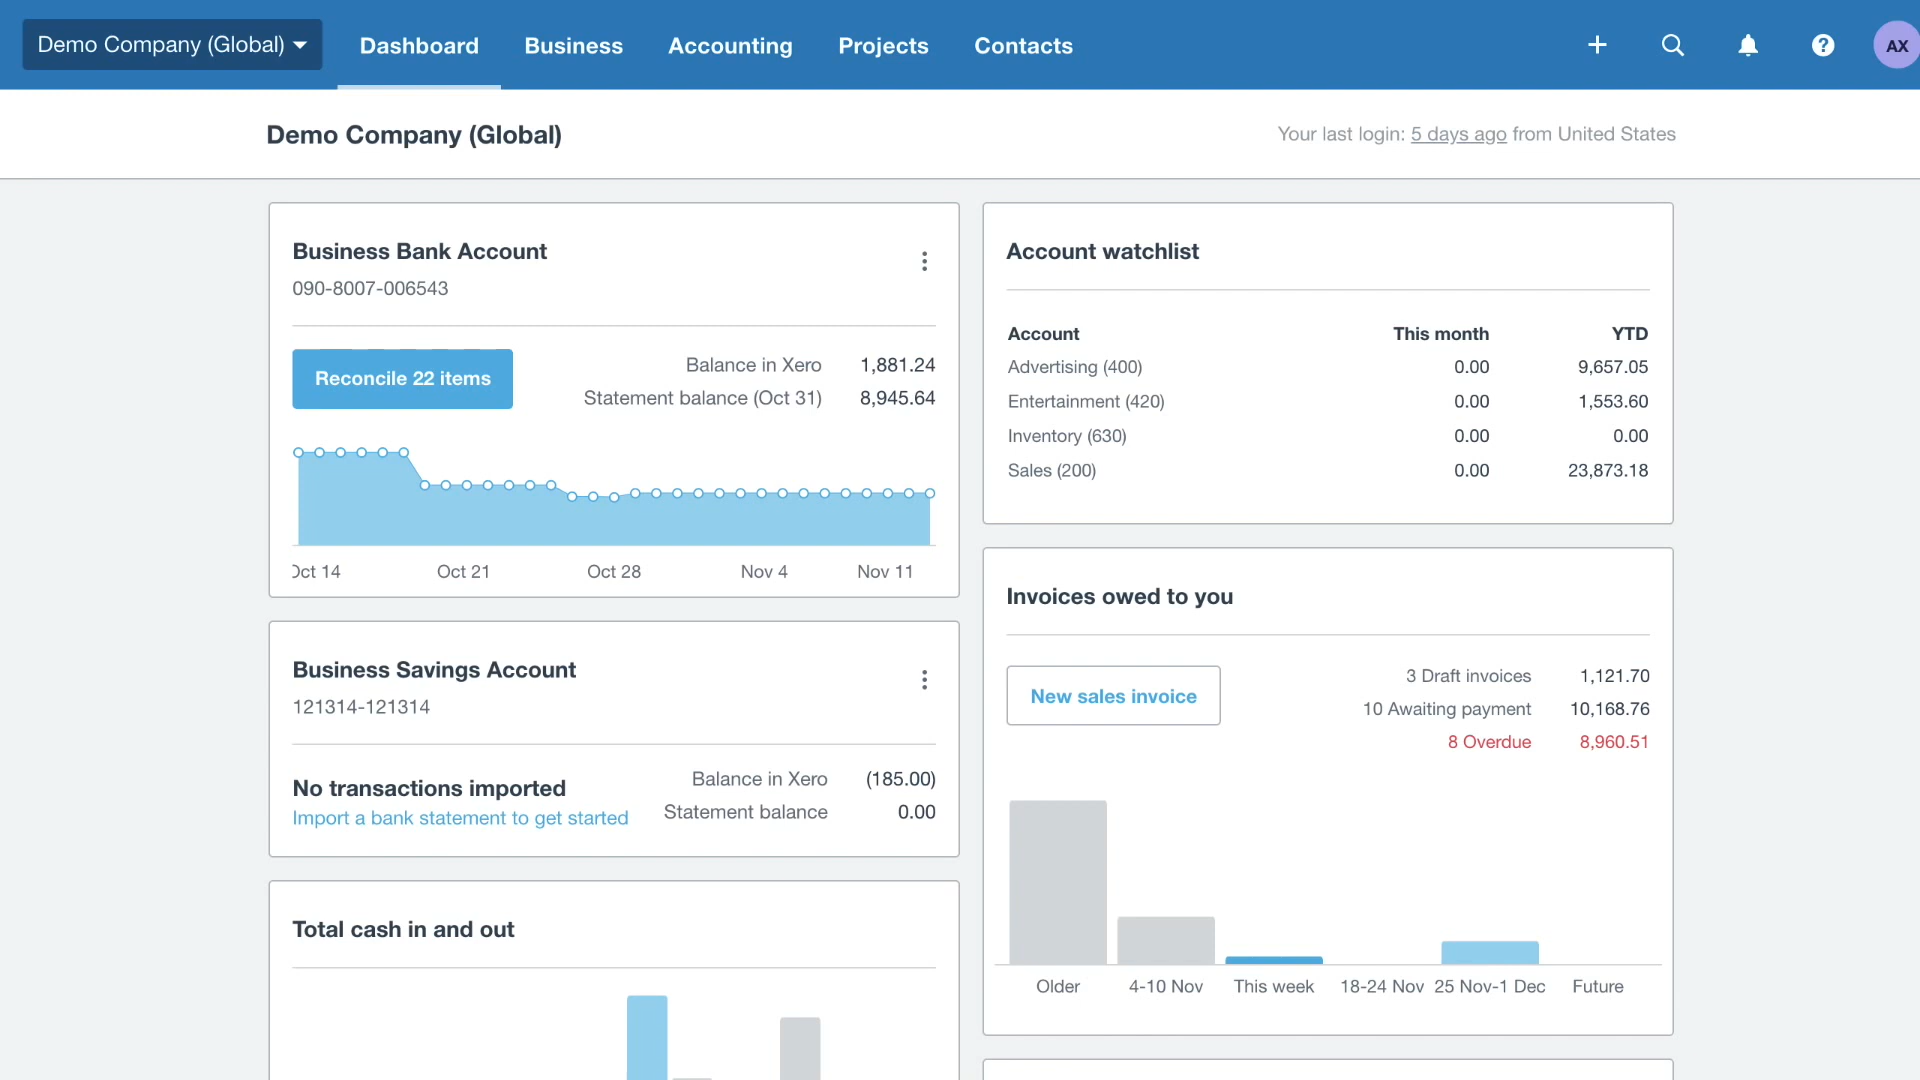 Demo Company (Global)
Dashboard
Business
Accounting
Projects
Contacts
?
AX
Demo Company (Global)
Your last login: 5 days ago from United States
Business Bank Account
090-8007-006543
Reconcile 22 items
Balance in Xero 1,881.24
Statement balance (Oct 31) 8,945.64
Oct 14 Oct 21 Oct 28 Nov 4 Nov 11
Business Savings Account
121314-121314
No transactions imported
Import a bank statement to get started
Balance in Xero (185.00)
Statement balance 0.00
Total cash in and out
Account watchlist
Account This month YTD
Advertising (400) 0.00 9,657.05
Entertainment (420) 0.00 1,553.60
Inventory (630) 0.00 0.00
Sales (200) 0.00 23,873.18
Invoices owed to you
New sales invoice
3 Draft invoices 1,121.70
10 Awaiting payment 10,168.76
8 Overdue 8,960.51
Older 4-10 Nov This week 18-24 Nov 25 Nov-1 Dec Future